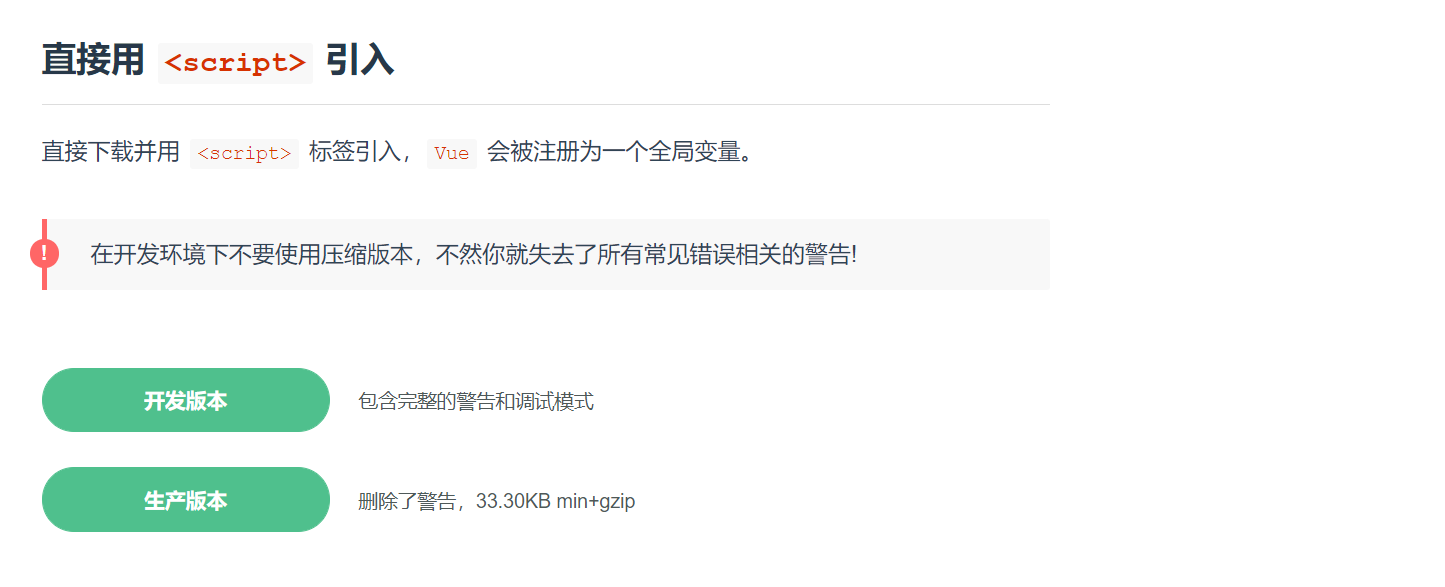 直接用 <script> 引入
直接下载并用 <script> 标签引入，Vue 会被注册为一个全局变量。
!
在开发环境下不要使用压缩版本，不然你就失去了所有常见错误相关的警告!
开发版本 包含完整的警告和调试模式
生产版本 删除了警告，33.30KB min+gzip